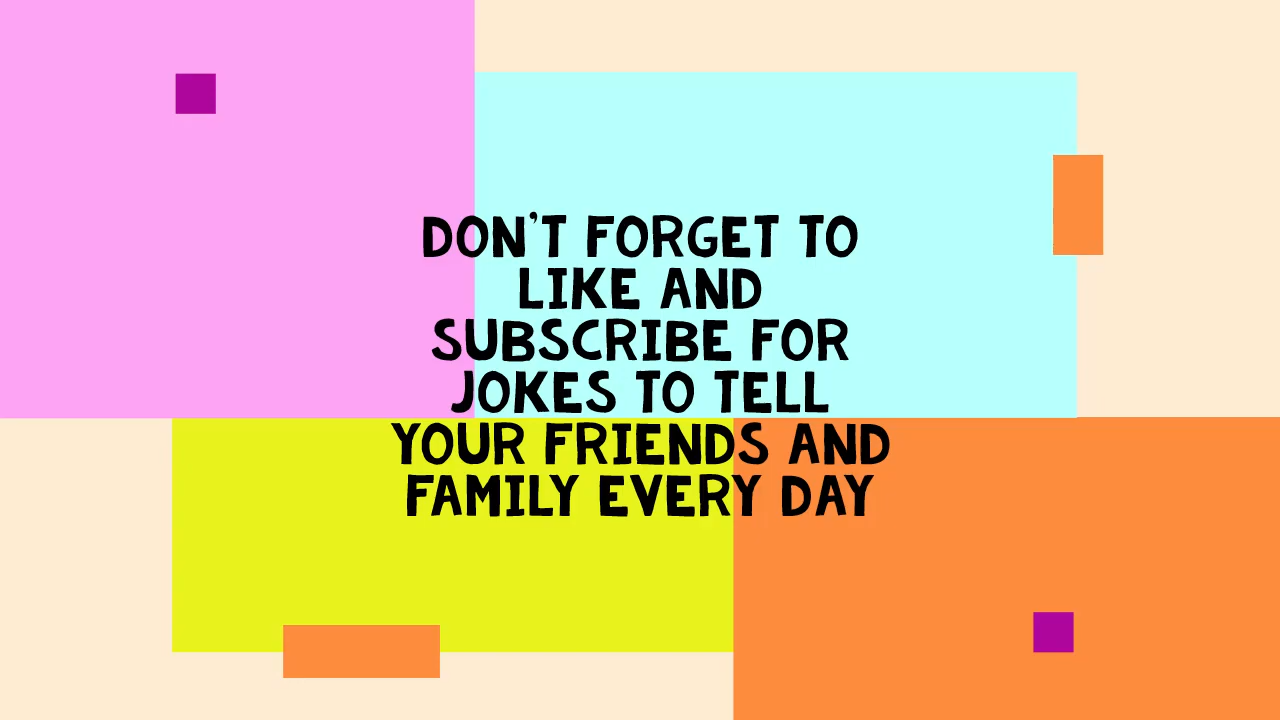 DON'T FORGET TO
LIKE AND
SUBSCRIBE FOR
JOKES TO TELL
YOUR FRIENDS AND
FAMILY EVERY DAY